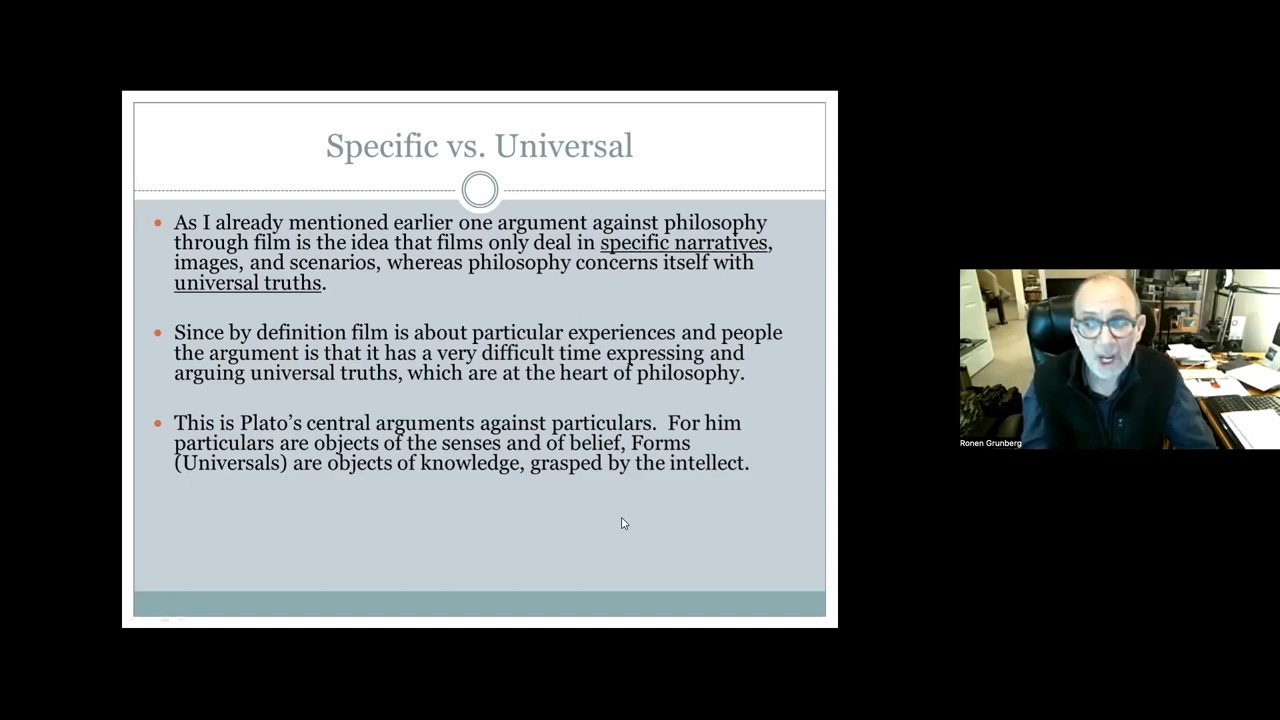 Specific vs. Universal
As I already mentioned earlier one argument against philosophy
through film is the idea that films only deal in specific narratives,
images, and scenarios, whereas philosophy concerns itself with
universal truths.
Since by definition film is about particular experiences and people
the argument is that it has a very difficult time expressing and
arguing universal truths, which are at the heart of philosophy.
This is Plato's central arguments against particulars.  For him
particulars are objects of the senses and of belief, Forms
(Universals) are objects of knowledge, grasped by the intellect.
Ronen Grunberg